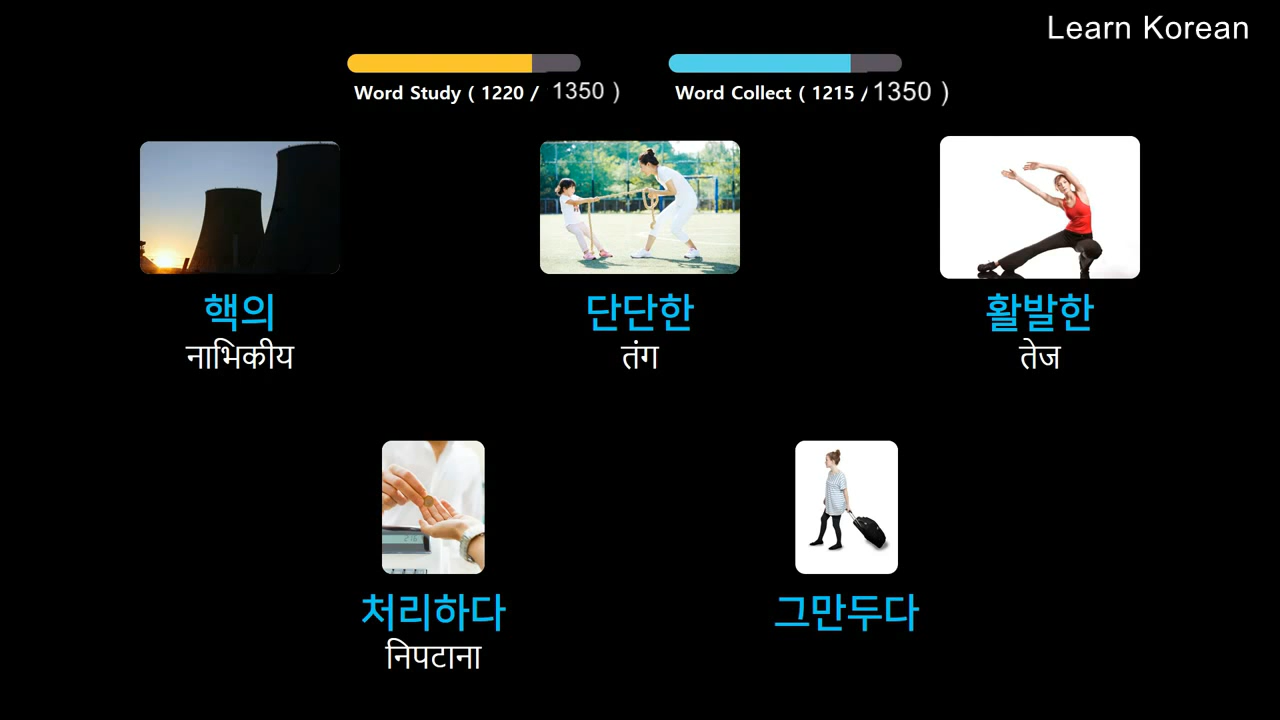 Learn Korean
Word Study ( 1220 / 1350 )
Word Collect ( 1215 / 1350 )
핵의
नाभिकीय
단단한
तंग
활발한
तेज
처리하다
निपटाना
그만두다